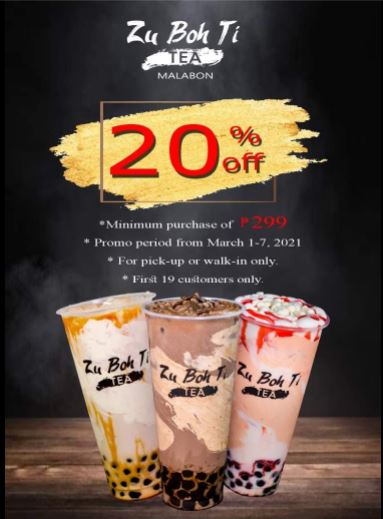 Zu Boh Ti
TEA
MALABON
20% off
*Minimum purchase of ₱299
* Promo period from March 1-7, 2021
* For pick-up or walk-in only.
* First 19 customers only.
Zu Boh Ti
TEA
Zu Boh Ti
TEA
Zu Boh Ti
TEA